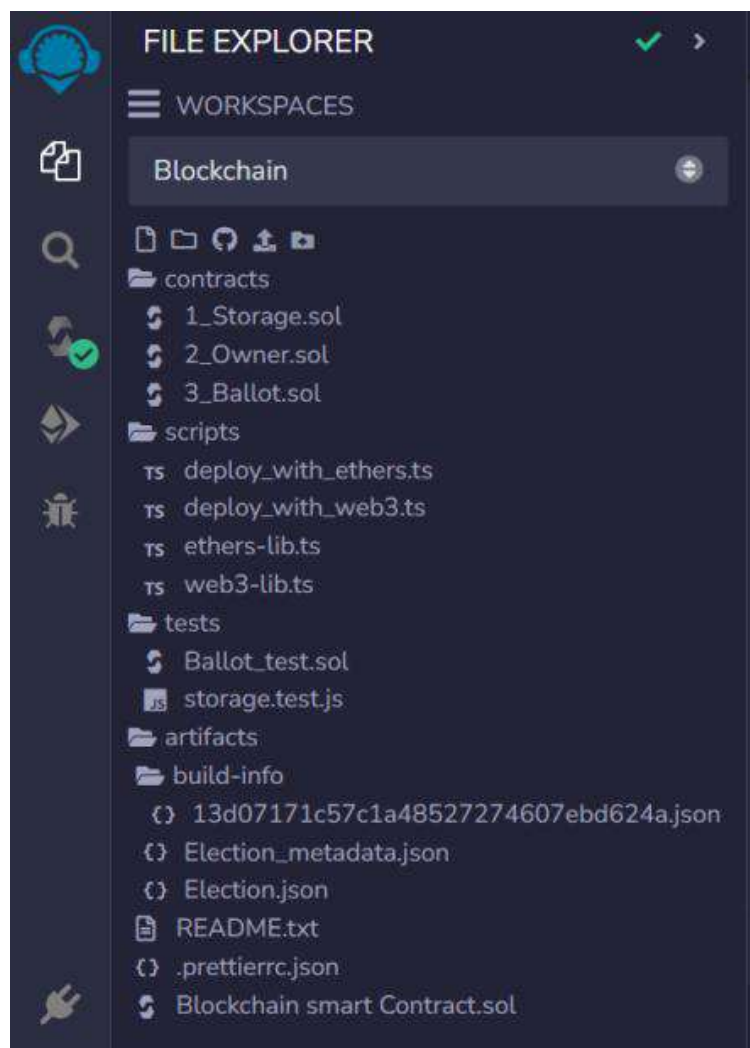 FILE EXPLORER
WORKSPACES
Blockchain
contracts
1_Storage.sol
2_Owner.sol
3_Ballot.sol
scripts
TS deploy_with_ethers.ts
TS deploy_with_web3.ts
TS ethers-lib.ts
TS web3-lib.ts
tests
Ballot_test.sol
JS storage.test.js
artifacts
build-info
{} 13d07171c57c1a48527274607ebd624a.json
{} Election_metadata.json
{} Election.json
README.txt
{} .prettierrc.json
Blockchain smart Contract.sol